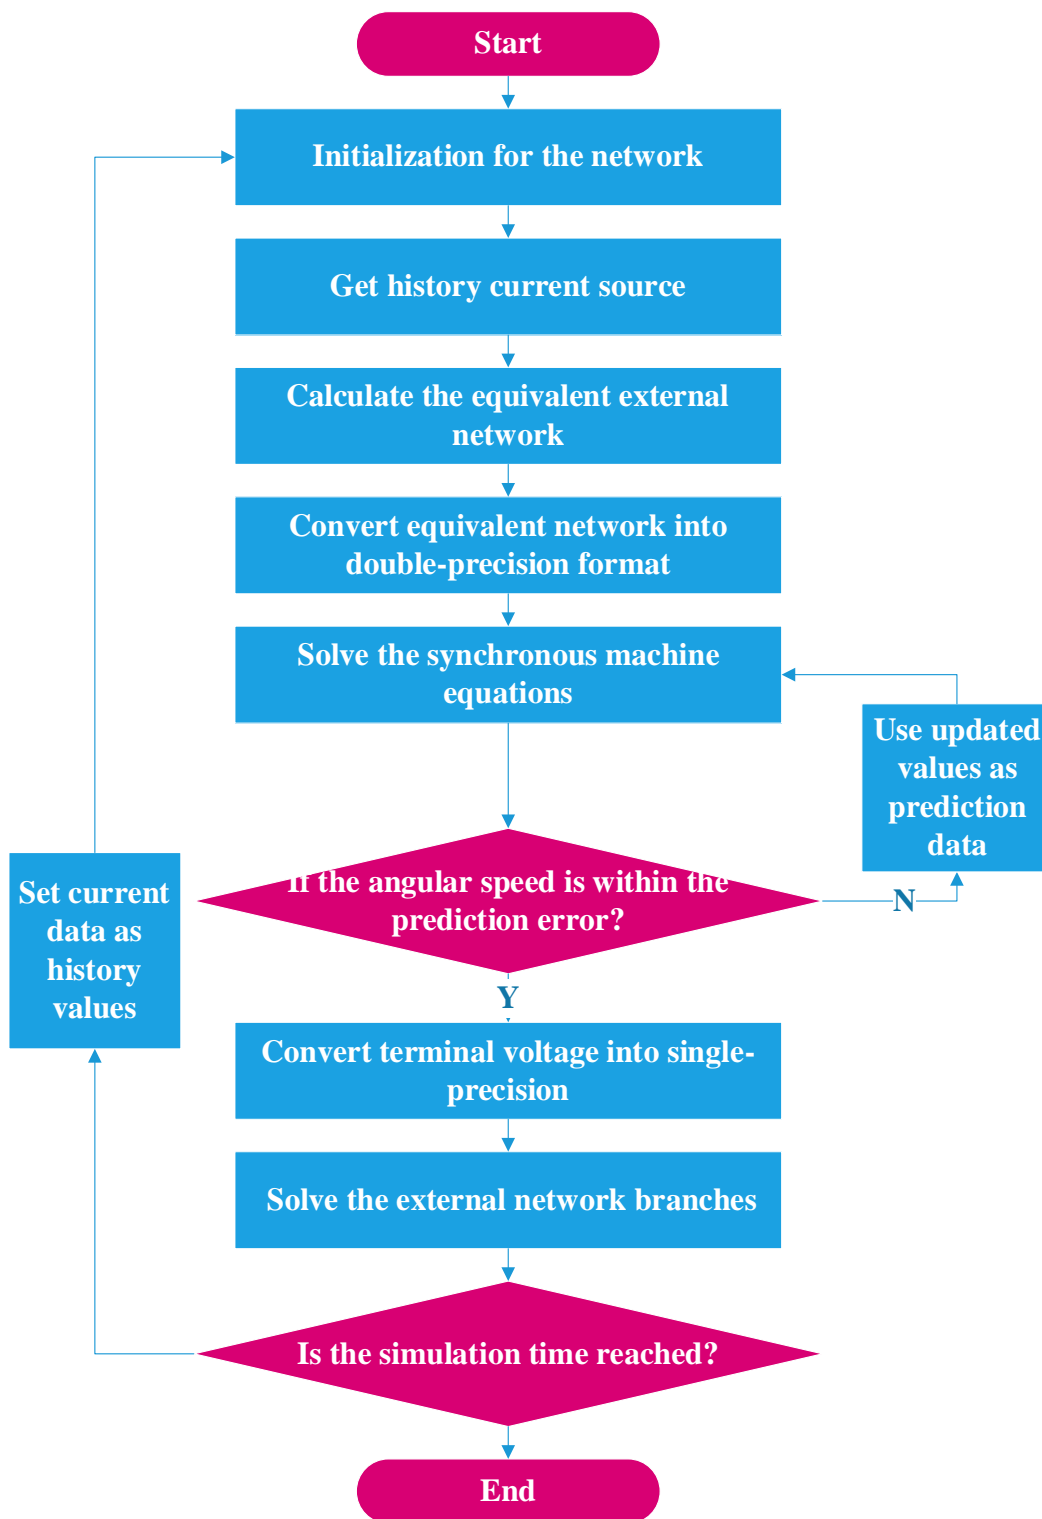 Start
Initialization for the network
Get history current source
Calculate the equivalent external
network
Convert equivalent network into
double-precision format
Solve the synchronous machine
equations
Use updated
values as
prediction
data
If the angular speed is within the
prediction error?
N
Y
Set current
data as
history
values
Convert terminal voltage into single-
precision
Solve the external network branches
Is the simulation time reached?
End